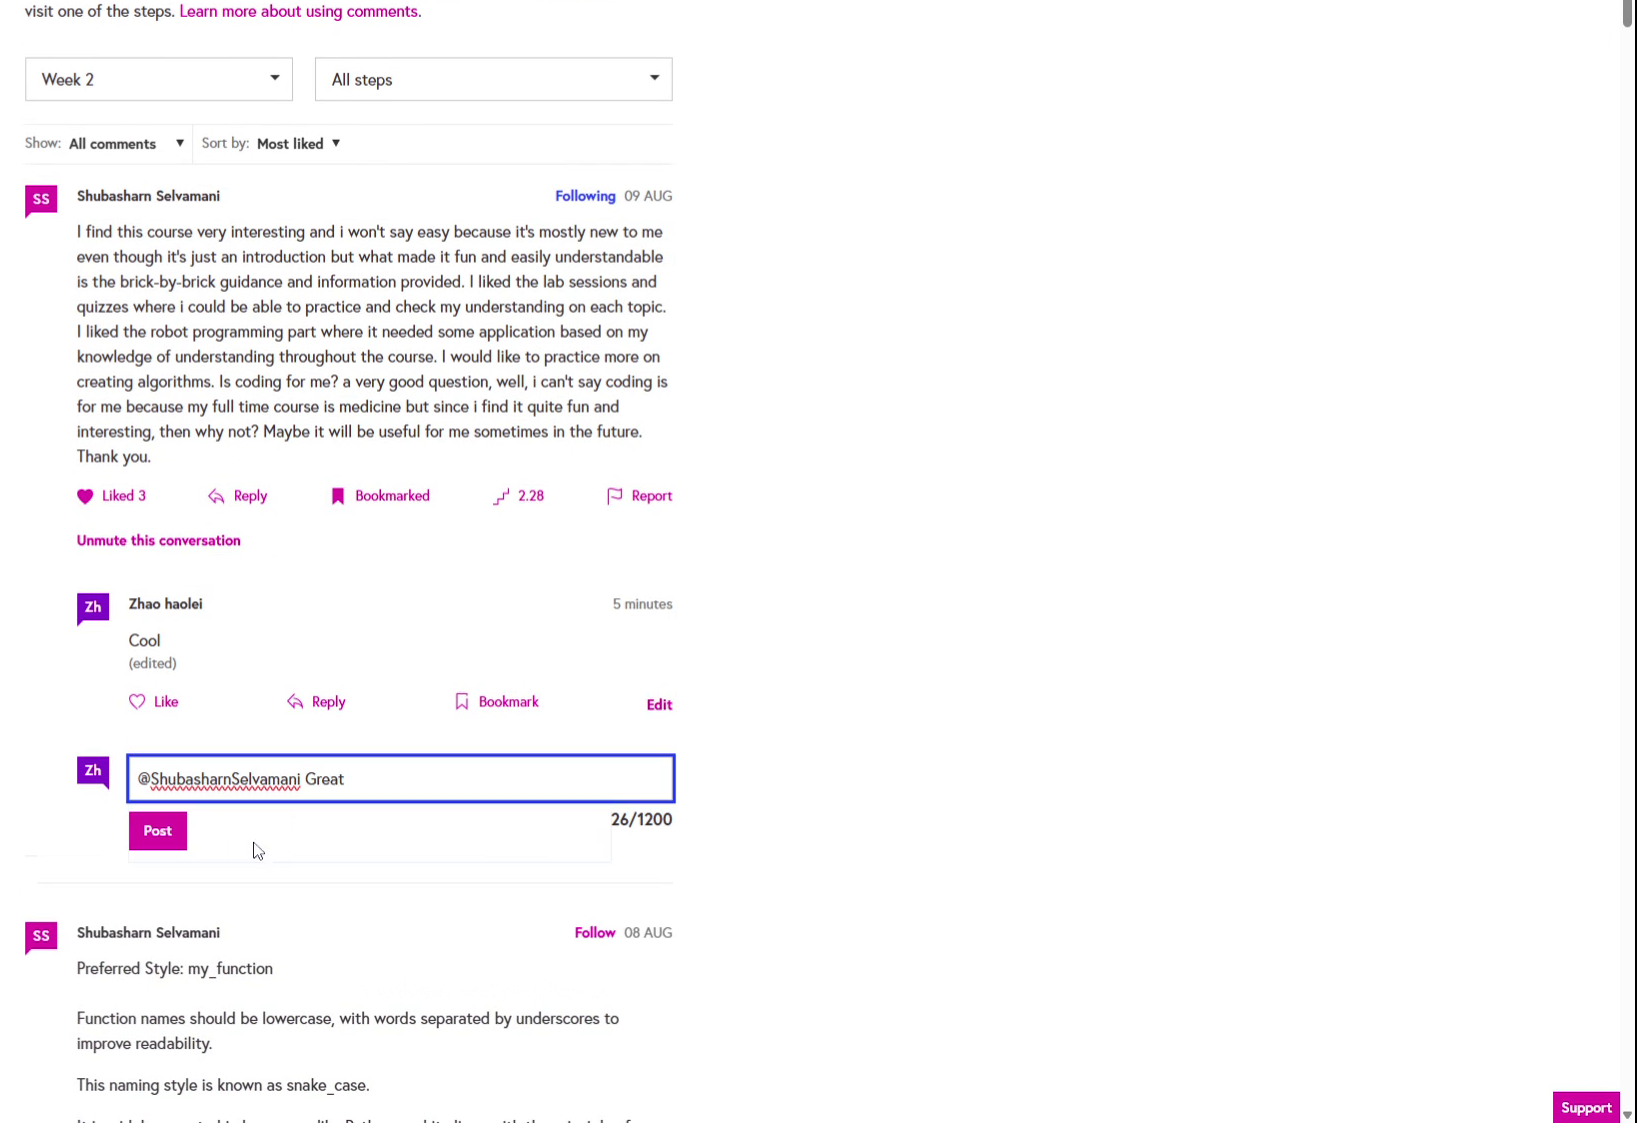 visit one of the steps. Learn more about using comments.
Week 2
All steps
Show: All comments ▼ Sort by: Most liked ▼
SS
Shubasharn Selvamani
Following 09 AUG
I find this course very interesting and i won't say easy because it's mostly new to me
even though it's just an introduction but what made it fun and easily understandable
is the brick-by-brick guidance and information provided. I liked the lab sessions and
quizzes where i could be able to practice and check my understanding on each topic.
I liked the robot programming part where it needed some application based on my
knowledge of understanding throughout the course. I would like to practice more on
creating algorithms. Is coding for me? a very good question, well, i can't say coding is
for me because my full time course is medicine but since i find it quite fun and
interesting, then why not? Maybe it will be useful for me sometimes in the future.
Thank you.
Liked 3 Reply Bookmarked 2.28 Report
Unmute this conversation
Zh
Zhao haolei
5 minutes
Cool
(edited)
Like Reply Bookmark Edit
Zh
@ShubasharnSelvamani Great
26/1200
Post
SS
Shubasharn Selvamani
Follow 08 AUG
Preferred Style: my_function
Function names should be lowercase, with words separated by underscores to
improve readability.
This naming style is known as snake_case.
Support